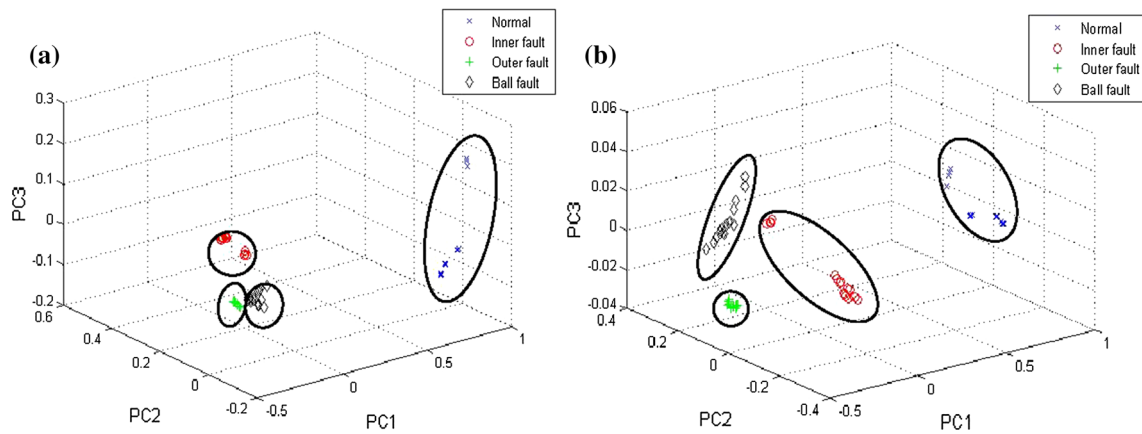 (a)
Normal
Inner fault
Outer fault
Ball fault
0.3
0.2
0.1
0
-0.1
-0.2
PC3
0.6
0.4
0.2
0
-0.2
PC2
-0.5
0
0.5
1
PC1
(b)
Normal
Inner fault
Outer fault
Ball fault
0.06
0.04
0.02
0
-0.02
-0.04
PC3
0.4
0.2
0
-0.2
-0.4
PC2
-0.5
0
0.5
1
PC1